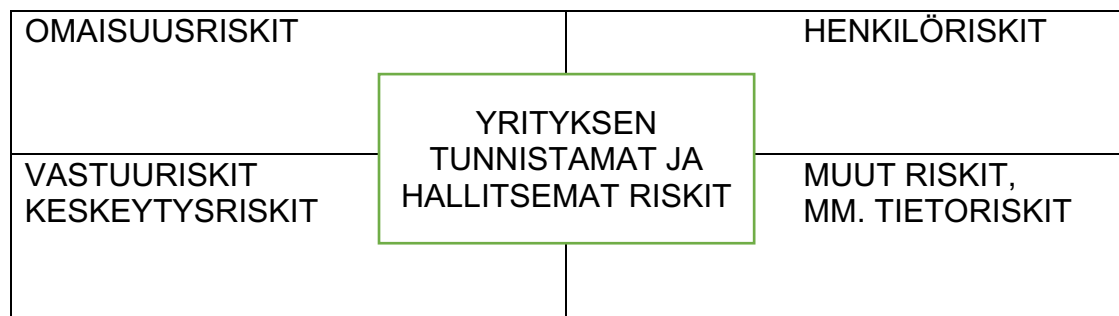 OMAISUUSRISKIT
HENKILÖRISKIT
YRITYKSEN
TUNNISTAMAT JA
HALLITSEMAT RISKIT
VASTUURISKIT
KESKEYTYSRISKIT
MUUT RISKIT,
MM. TIETORISKIT